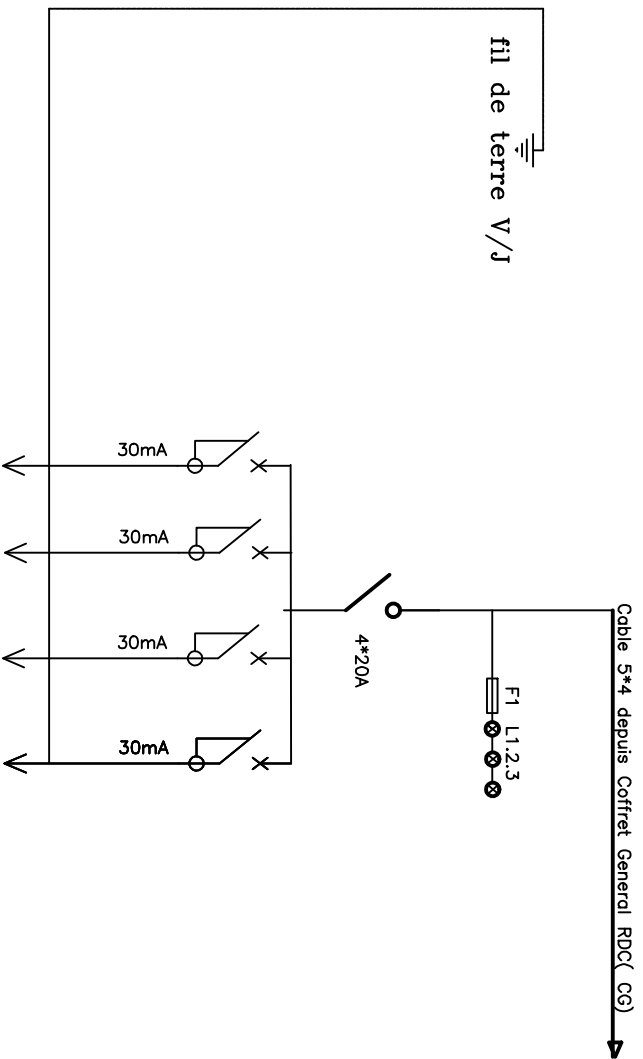 Cable 5*4 depuis Coffret General RDC( CG)
fil de terre V/J
F1 L1.2.3
4*20A
30mA
30mA
30mA
30mA